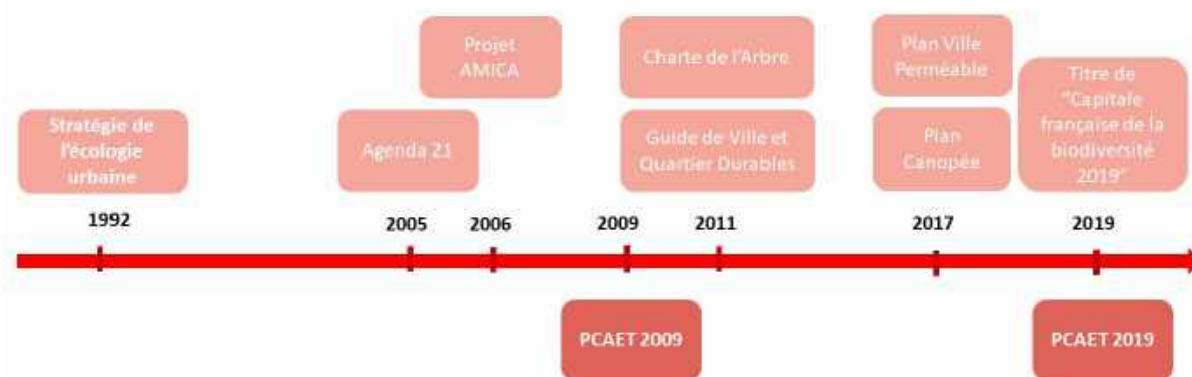 Projet
AMICA
Charte de l'Arbre
Plan Ville
Perméable
Titre de
"Capitale
française de la
biodiversité
2019"
Stratégie de
l'écologie
urbaine
Agenda 21
Guide de Ville et
Quartier Durables
Plan
Canopée
1992
2005
2006
2009
2011
2017
2019
PCAET 2009
PCAET 2019